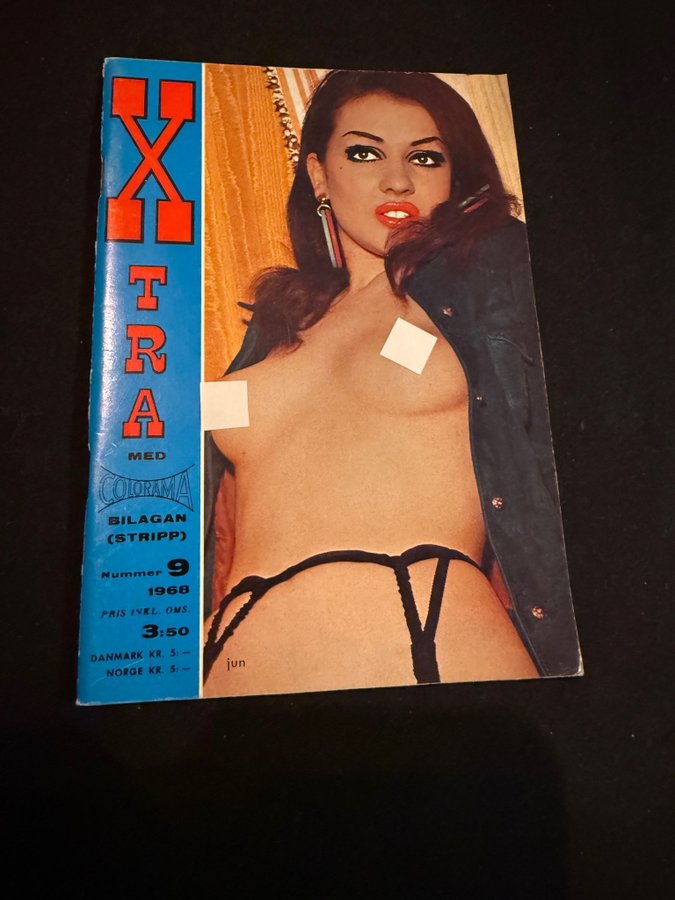 X
TRA
MED
COLORAMA
BILAGAN
(STRIPP)
Nummer 9
1968
PRIS INKL. OMS.
3:50
DANMARK KR. 5:—
NORGE KR. 5:—
jun